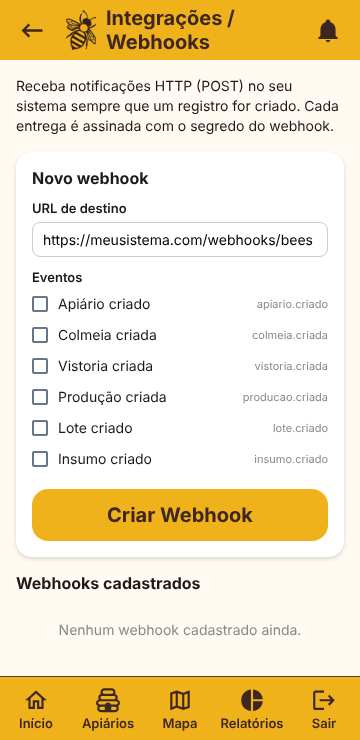 Integrações /
Webhooks
Receba notificações HTTP (POST) no seu
sistema sempre que um registro for criado. Cada
entrega é assinada com o segredo do webhook.
Novo webhook
URL de destino
https://meusistema.com/webhooks/bees
Eventos
Apiário criado apiario.criado
Colmeia criada colmeia.criada
Vistoria criada vistoria.criada
Produção criada producao.criada
Lote criado lote.criado
Insumo criado insumo.criado
Criar Webhook
Webhooks cadastrados
Nenhum webhook cadastrado ainda.
Início Apiários Mapa Relatórios Sair